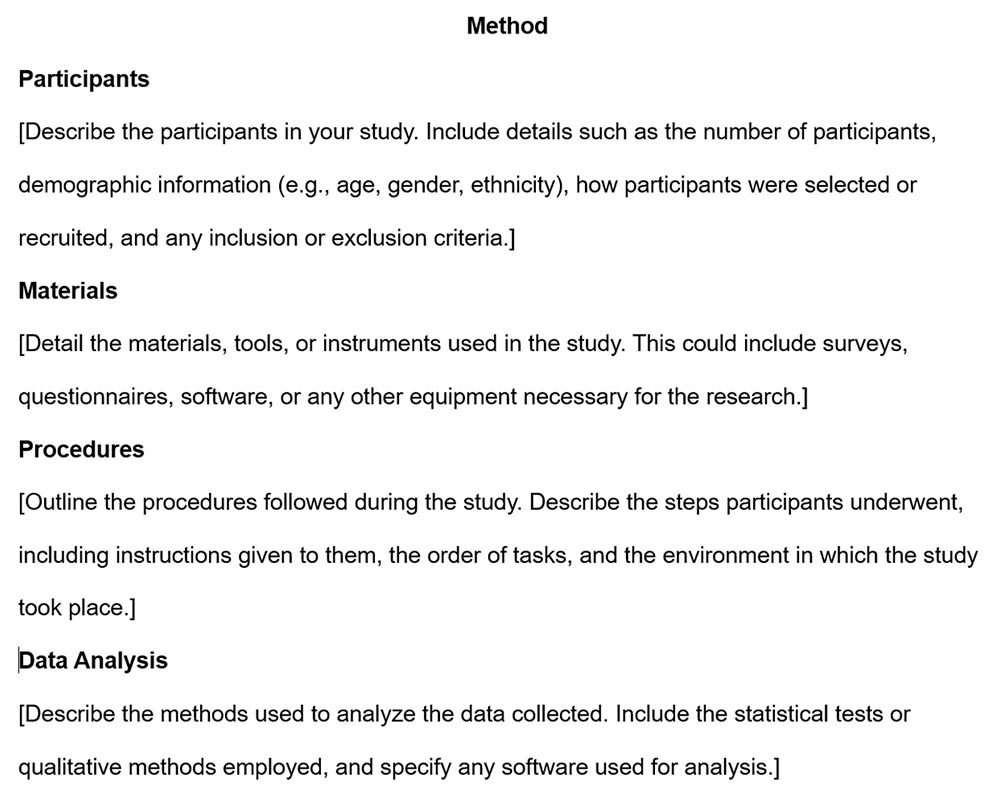 Method
Participants
[Describe the participants in your study. Include details such as the number of participants,
demographic information (e.g., age, gender, ethnicity), how participants were selected or
recruited, and any inclusion or exclusion criteria.]
Materials
[Detail the materials, tools, or instruments used in the study. This could include surveys,
questionnaires, software, or any other equipment necessary for the research.]
Procedures
[Outline the procedures followed during the study. Describe the steps participants underwent,
including instructions given to them, the order of tasks, and the environment in which the study
took place.]
Data Analysis
[Describe the methods used to analyze the data collected. Include the statistical tests or
qualitative methods employed, and specify any software used for analysis.]